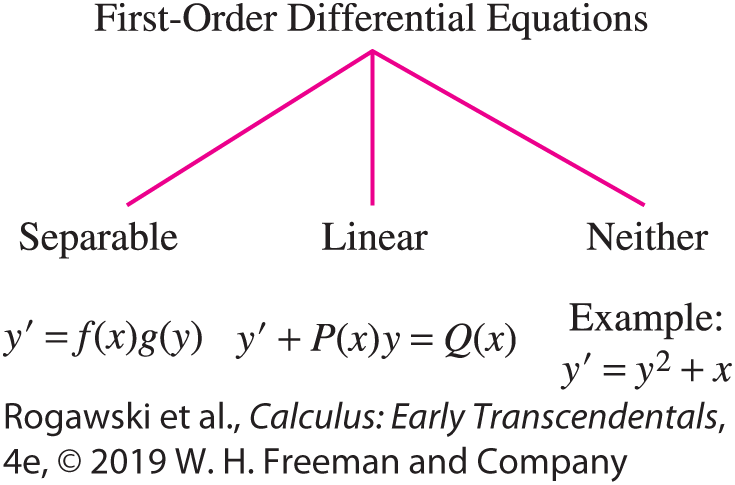 First-Order Differential Equations
Separable Linear Neither
y′ = f(x)g(y) y′ + P(x)y = Q(x) Example:
y′ = y² + x
Rogawski et al., Calculus: Early Transcendentals,
4e, © 2019 W. H. Freeman and Company